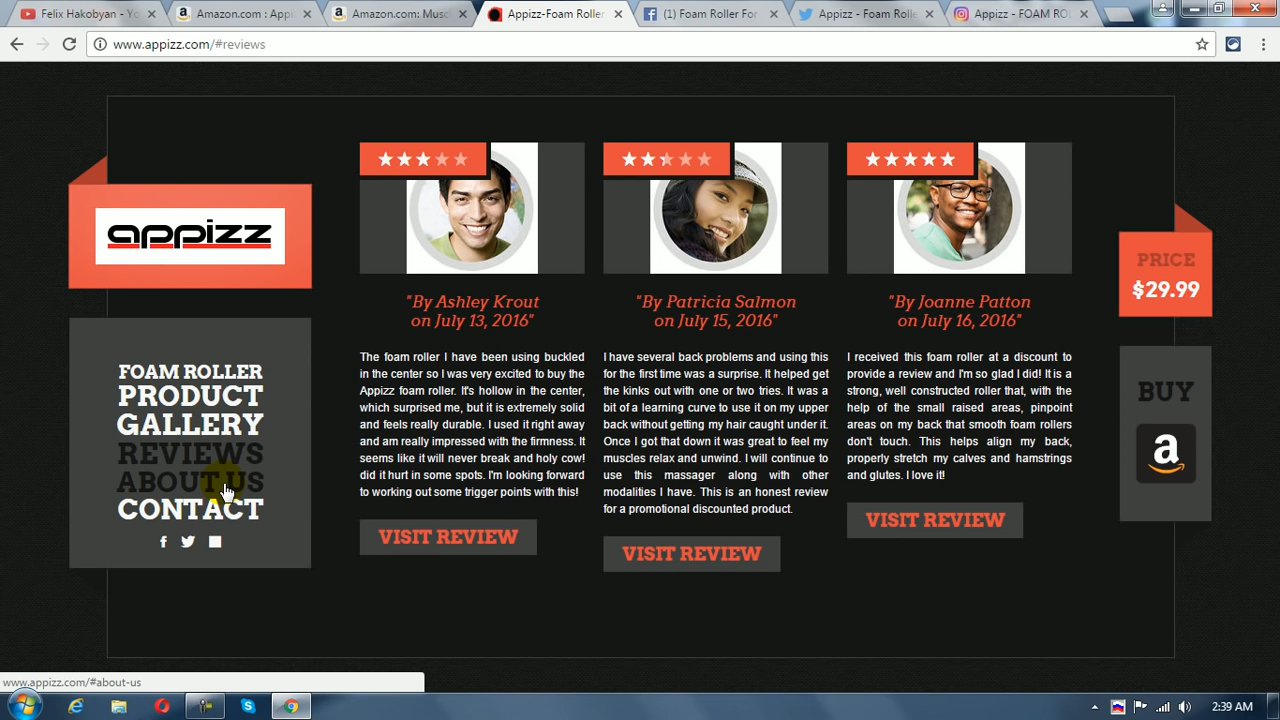 Felix Hakobyan - Yo
Amazon.com : Appi
Amazon.com: Musc
Appizz-Foam Roller
(1) Foam Roller For
Appizz - Foam Rolle
Appizz - FOAM ROL
www.appizz.com/#reviews
appizz
FOAM ROLLER
PRODUCT
GALLERY
REVIEWS
ABOUT US
CONTACT
"By Ashley Krout
on July 13, 2016"
The foam roller I have been using buckled
in the center so I was very excited to buy the
Appizz foam roller. It's hollow in the center,
which surprised me, but it is extremely solid
and feels really durable. I used it right away
and am really impressed with the firmness. It
seems like it will never break and holy cow!
did it hurt in some spots. I'm looking forward
to working out some trigger points with this!
VISIT REVIEW
"By Patricia Salmon
on July 15, 2016"
I have several back problems and using this
for the first time was a surprise. It helped get
the kinks out with one or two tries. It was a
bit of a learning curve to use it on my upper
back without getting my hair caught under it.
Once I got that down it was great to feel my
muscles relax and unwind. I will continue to
use this massager along with other
modalities I have. This is an honest review
for a promotional discounted product.
VISIT REVIEW
"By Joanne Patton
on July 16, 2016"
I received this foam roller at a discount to
provide a review and I'm so glad I did! It is a
strong, well constructed roller that, with the
help of the small raised areas, pinpoint
areas on my back that smooth foam rollers
don't touch. This helps align my back,
properly stretch my calves and hamstrings
and glutes. I love it!
VISIT REVIEW
PRICE
$29.99
BUY
www.appizz.com/#about-us
2:39 AM